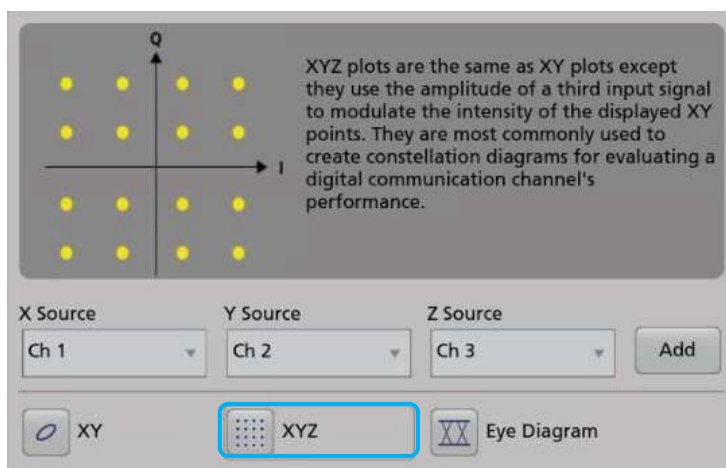 Q
I
XYZ plots are the same as XY plots except
they use the amplitude of a third input signal
to modulate the intensity of the displayed XY
points. They are most commonly used to
create constellation diagrams for evaluating a
digital communication channel's
performance.
X Source
Y Source
Z Source
Ch 1
Ch 2
Ch 3
Add
XY
XYZ
Eye Diagram